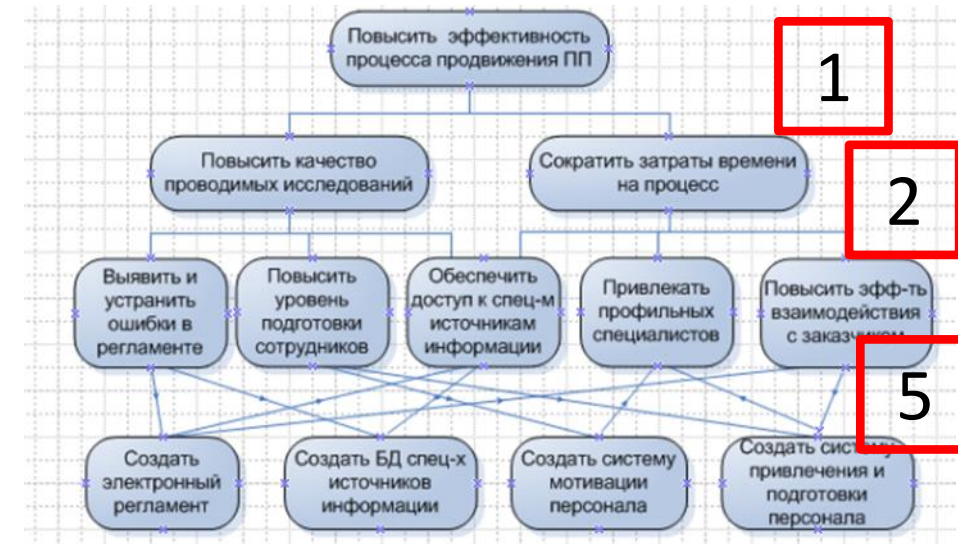 Повысить эффективность
процесса продвижения ПП
1
Повысить качество
проводимых исследований
Сократить затраты времени
на процесс
2
Выявить и
устранить
ошибки в
регламенте
Повысить
уровень
подготовки
сотрудников
Обеспечить
доступ к спец-м
источникам
информации
Привлекать
профильных
специалистов
Повысить эфф-ть
взаимодействия
с заказчиком
5
Создать
электронный
регламент
Создать БД спец-х
источников
информации
Создать систему
мотивации
персонала
Создать систему
привлечения и
подготовки
персонала